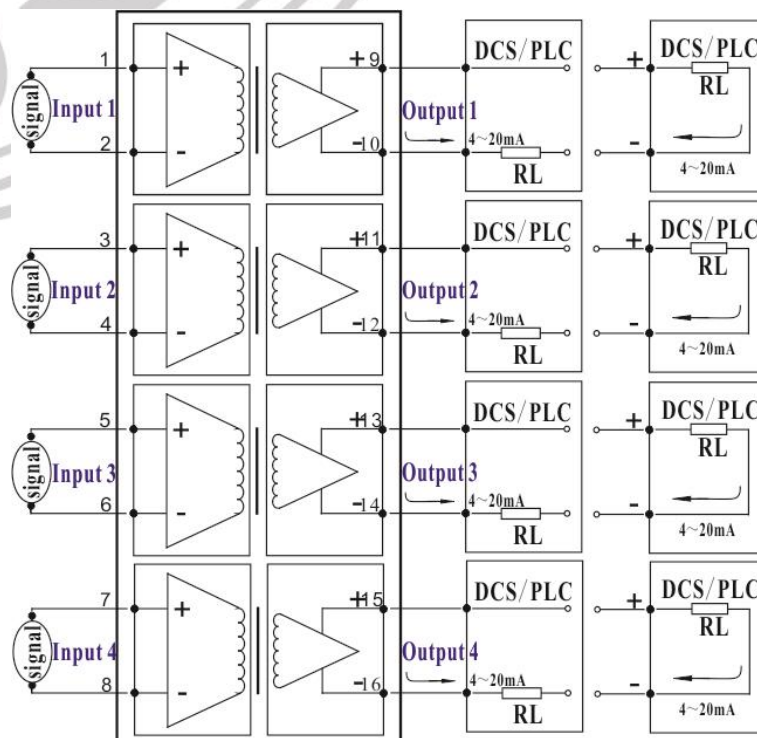 1 + + 9 DCS/PLC + DCS/PLC
signal Input 1 Output 1 RL
2 - - 10 4~20mA - 4~20mA
RL
3 + + 11 DCS/PLC + DCS/PLC
signal Input 2 Output 2 RL
4 - - 12 4~20mA - 4~20mA
RL
5 + + 13 DCS/PLC + DCS/PLC
signal Input 3 Output 3 RL
6 - - 14 4~20mA - 4~20mA
RL
7 + + 15 DCS/PLC + DCS/PLC
signal Input 4 Output 4 RL
8 - - 16 4~20mA - 4~20mA
RL